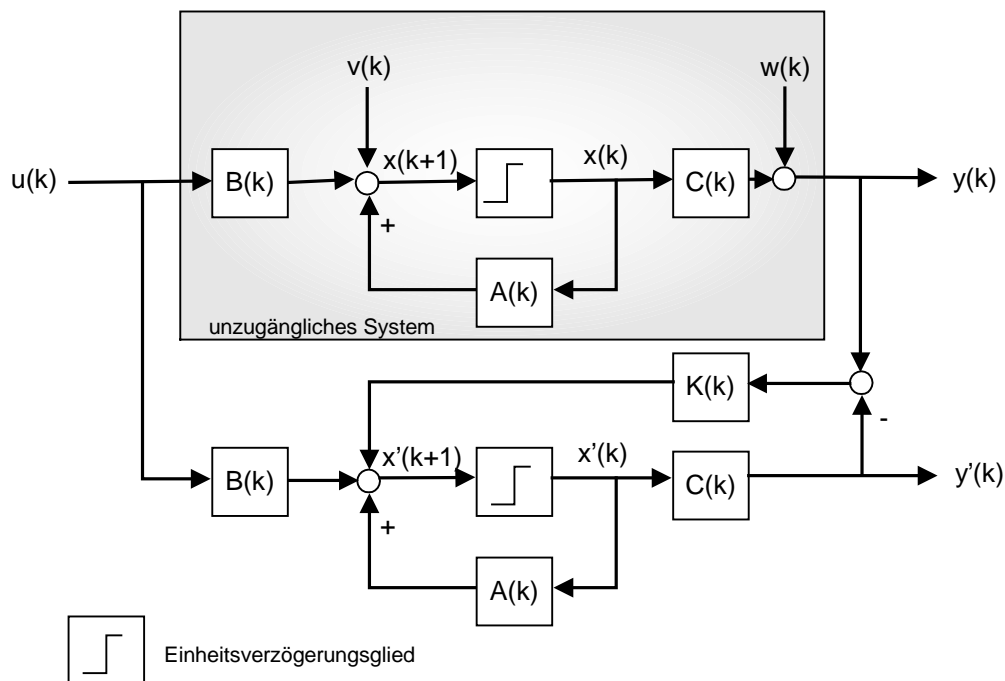 v(k)
w(k)
x(k+1)
x(k)
u(k)
B(k)
C(k)
y(k)
+
A(k)
unzugängliches System
K(k)
-
x'(k+1)
x'(k)
B(k)
C(k)
y'(k)
+
A(k)
Einheitsverzögerungsglied